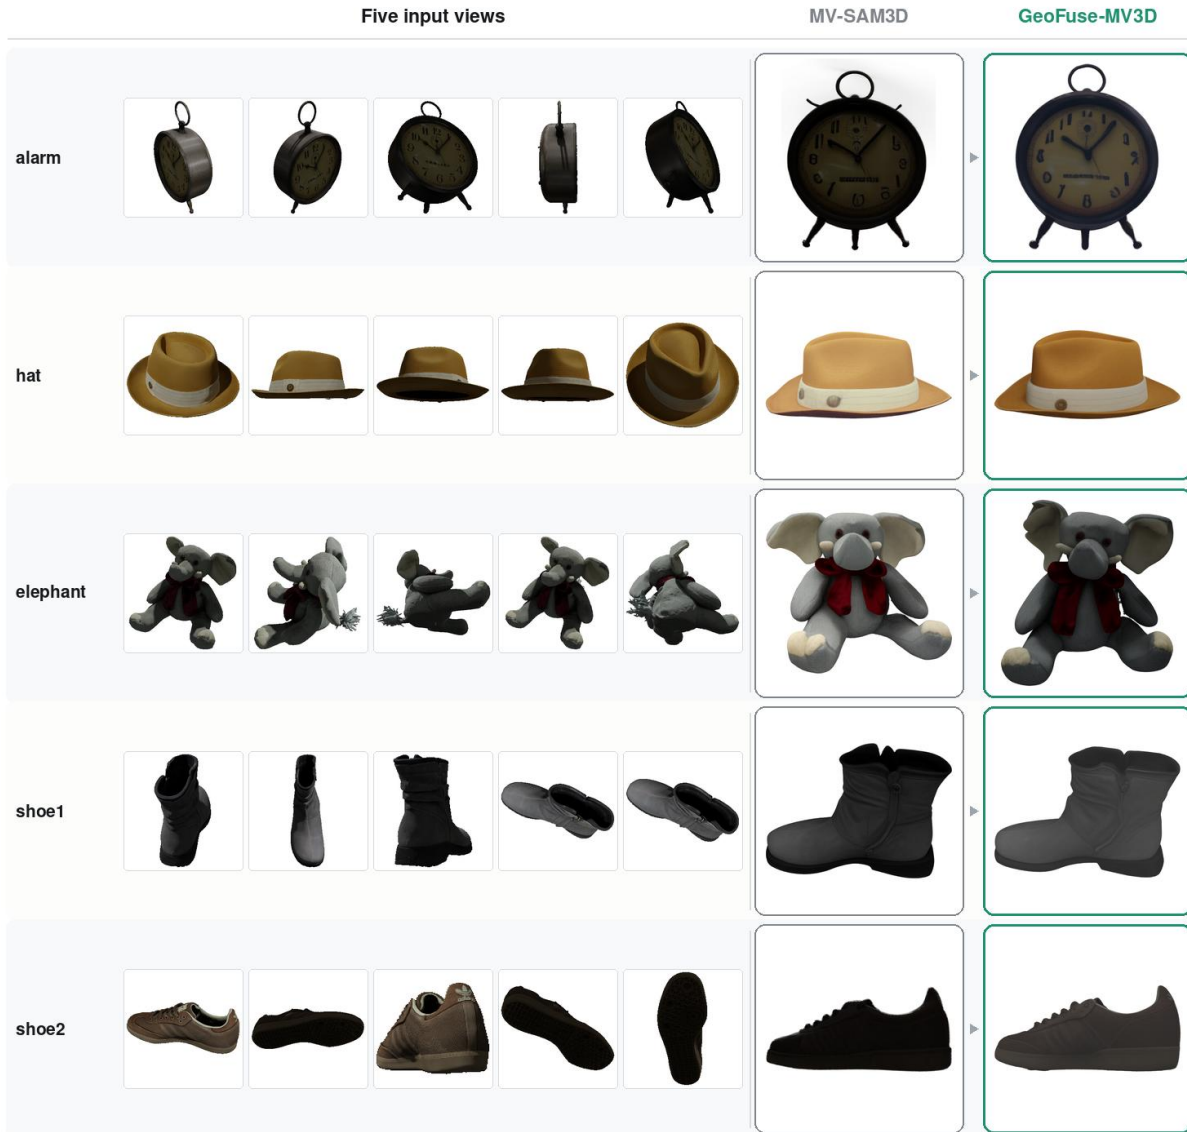 Five input views MV-SAM3D GeoFuse-MV3D
alarm
hat
elephant
shoe1
shoe2